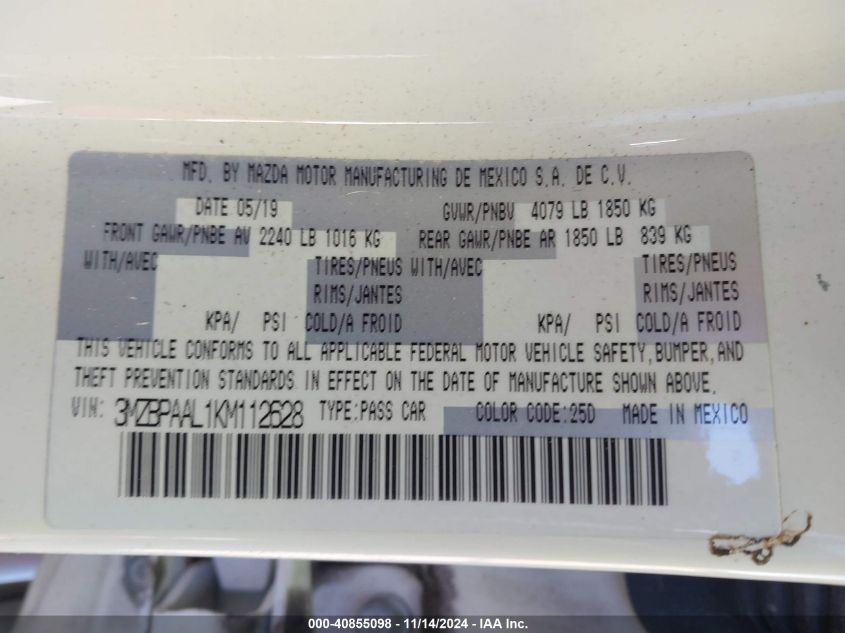 MFD. BY MAZDA MOTOR MANUFACTURING DE MEXICO S.A. DE C.V.
DATE 05/19 GVWR/PNBV 4079 LB 1850 KG
FRONT GAWR/PNBE AV 2240 LB 1016 KG REAR GAWR/PNBE AR 1850 LB 839 KG
WITH/AVEC TIRES/PNEUS WITH/AVEC TIRES/PNEUS
RIMS/JANTES RIMS/JANTES
KPA/ PSI COLD/A FROID KPA/ PSI COLD/A FROID
THIS VEHICLE CONFORMS TO ALL APPLICABLE FEDERAL MOTOR VEHICLE SAFETY, BUMPER, AND
THEFT PREVENTION STANDARDS IN EFFECT ON THE DATE OF MANUFACTURE SHOWN ABOVE.
VIN: 3MZBPAAL1KM112628 TYPE:PASS CAR COLOR CODE:25D MADE IN MEXICO
000-40855098 - 11/14/2024 - IAA Inc.